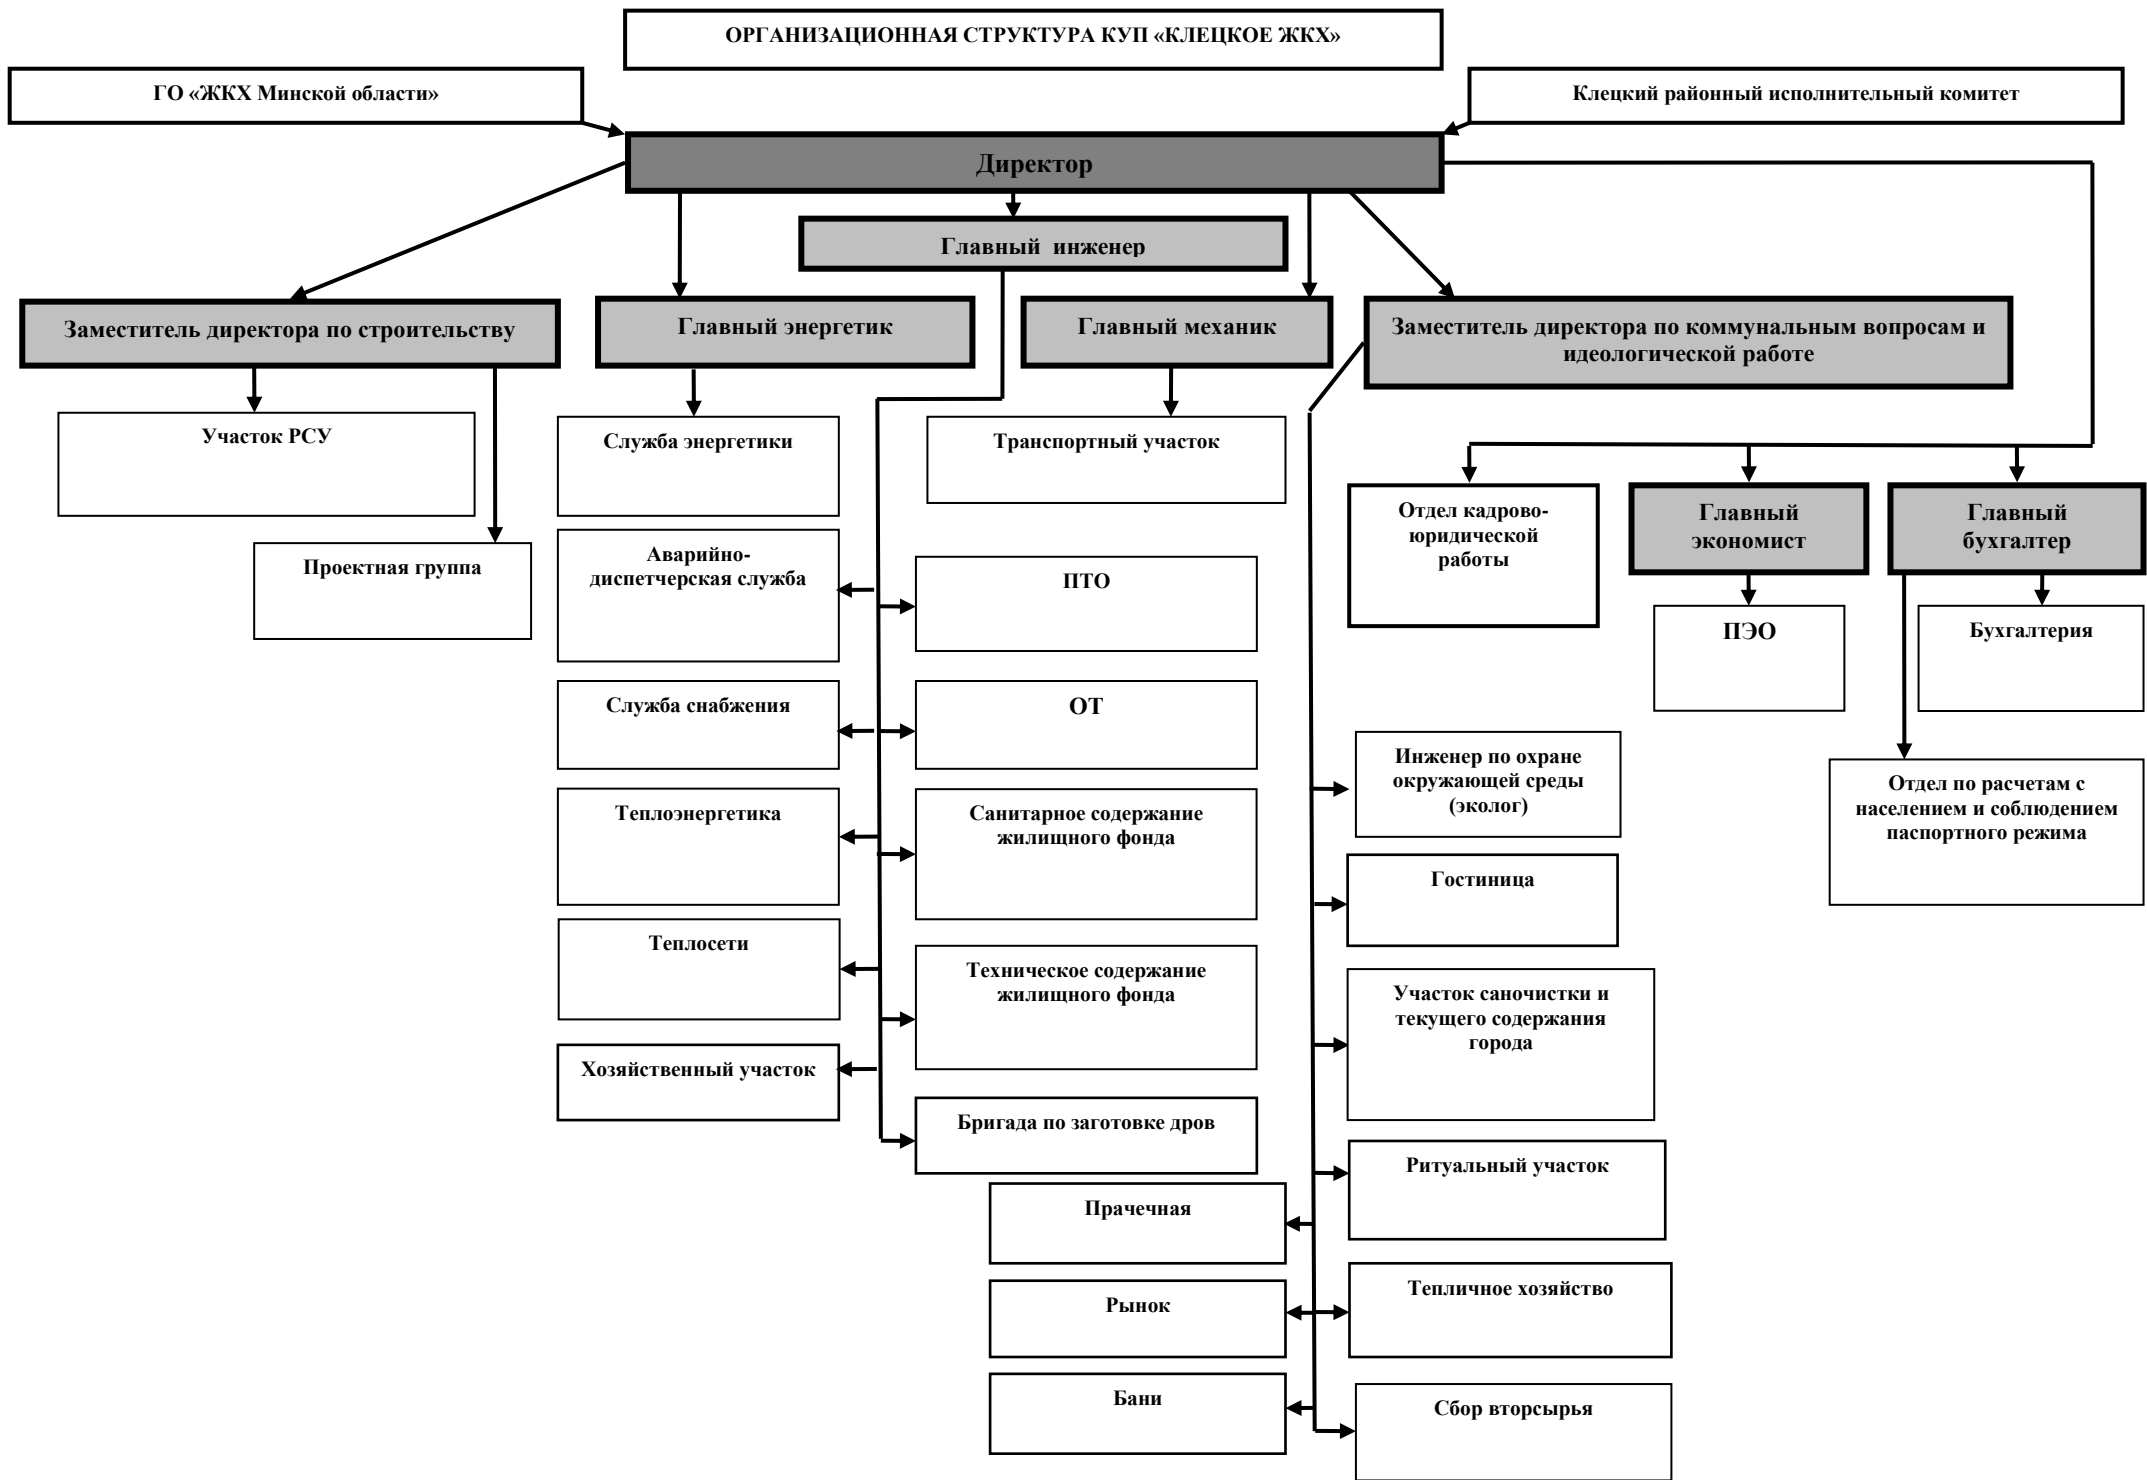 ОРГАНИЗАЦИОННАЯ СТРУКТУРА КУП «КЛЕЦКОЕ ЖКХ»
ГО «ЖКХ Минской области»
Клецкий районный исполнительный комитет
Директор
Главный инженер
Заместитель директора по строительству
Главный энергетик
Главный механик
Заместитель директора по коммунальным вопросам и
идеологической работе
Участок РСУ
Служба энергетики
Транспортный участок
Отдел кадрово-
юридической
работы
Главный
экономист
Главный
бухгалтер
Проектная группа
Аварийно-
диспетчерская служба
ПТО
ПЭО
Бухгалтерия
Служба снабжения
ОТ
Инженер по охране
окружающей среды
(эколог)
Отдел по расчетам с
населением и соблюдением
паспортного режима
Теплоэнергетика
Санитарное содержание
жилищного фонда
Гостиница
Теплосети
Техническое содержание
жилищного фонда
Участок саночистки и
текущего содержания
города
Хозяйственный участок
Бригада по заготовке дров
Ритуальный участок
Прачечная
Рынок
Тепличное хозяйство
Бани
Сбор вторсырья